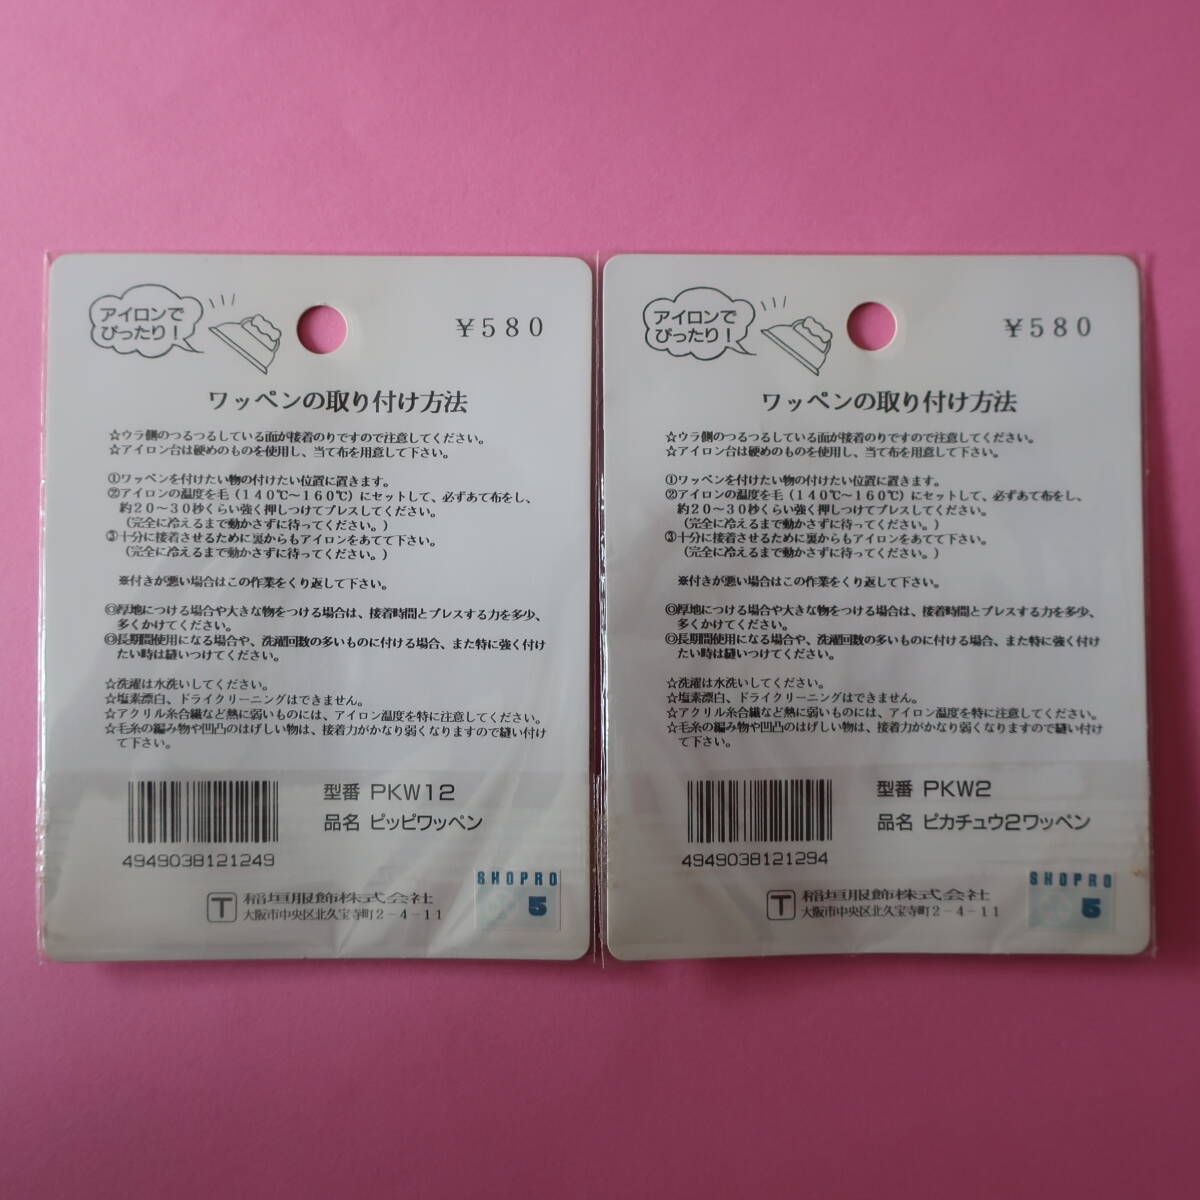 アイロンで
ぴったり！
￥580
ワッペンの取り付け方法
☆ウラ側のつるつるしている面が接着のりですので注意してください。
☆アイロン台は硬めのものを使用し、当て布を用意して下さい。
①ワッペンを付けたい物の付けたい位置に置きます。
②アイロンの温度を毛（140℃～160℃）にセットして、必ずあて布をし、
約20～30秒くらい強く押しつけてプレスしてください。
（完全に冷えるまで動かさずに待ってください。）
③十分に接着させるために裏からもアイロンをあてて下さい。
（完全に冷えるまで動かさずに待ってください。）
※付きが悪い場合はこの作業をくり返して下さい。
◎厚地につける場合や大きな物をつける場合は、接着時間とプレスする力を多少、
多くかけてください。
◎長期間使用になる場合や、洗濯回数の多いものに付ける場合、また特に強く付け
たい時は縫いつけてください。
☆洗濯は水洗いしてください。
☆塩素漂白、ドライクリーニングはできません。
☆アクリル糸合繊など熱に弱いものには、アイロン温度を特に注意してください。
☆毛糸の編み物や凹凸のはげしい物は、接着力がかなり弱くなりますので縫い付け
て下さい。
型番 PKW12
品名 ピッピワッペン
4949038121249
SHOPRO
5
T 稲垣服飾株式会社
大阪市中央区北久宝寺町2-4-11
アイロンで
ぴったり！
￥580
ワッペンの取り付け方法
☆ウラ側のつるつるしている面が接着のりですので注意してください。
☆アイロン台は硬めのものを使用し、当て布を用意して下さい。
①ワッペンを付けたい物の付けたい位置に置きます。
②アイロンの温度を毛（140℃～160℃）にセットして、必ずあて布をし、
約20～30秒くらい強く押しつけてプレスしてください。
（完全に冷えるまで動かさずに待ってください。）
③十分に接着させるために裏からもアイロンをあてて下さい。
（完全に冷えるまで動かさずに待ってください。）
※付きが悪い場合はこの作業をくり返して下さい。
◎厚地につける場合や大きな物をつける場合は、接着時間とプレスする力を多少、
多くかけてください。
◎長期間使用になる場合や、洗濯回数の多いものに付ける場合、また特に強く付け
たい時は縫いつけてください。
☆洗濯は水洗いしてください。
☆塩素漂白、ドライクリーニングはできません。
☆アクリル糸合繊など熱に弱いものには、アイロン温度を特に注意してください。
☆毛糸の編み物や凹凸のはげしい物は、接着力がかなり弱くなりますので縫い付け
て下さい。
型番 PKW2
品名 ピカチュウ2ワッペン
4949038121294
SHOPRO
5
T 稲垣服飾株式会社
大阪市中央区北久宝寺町2-4-11